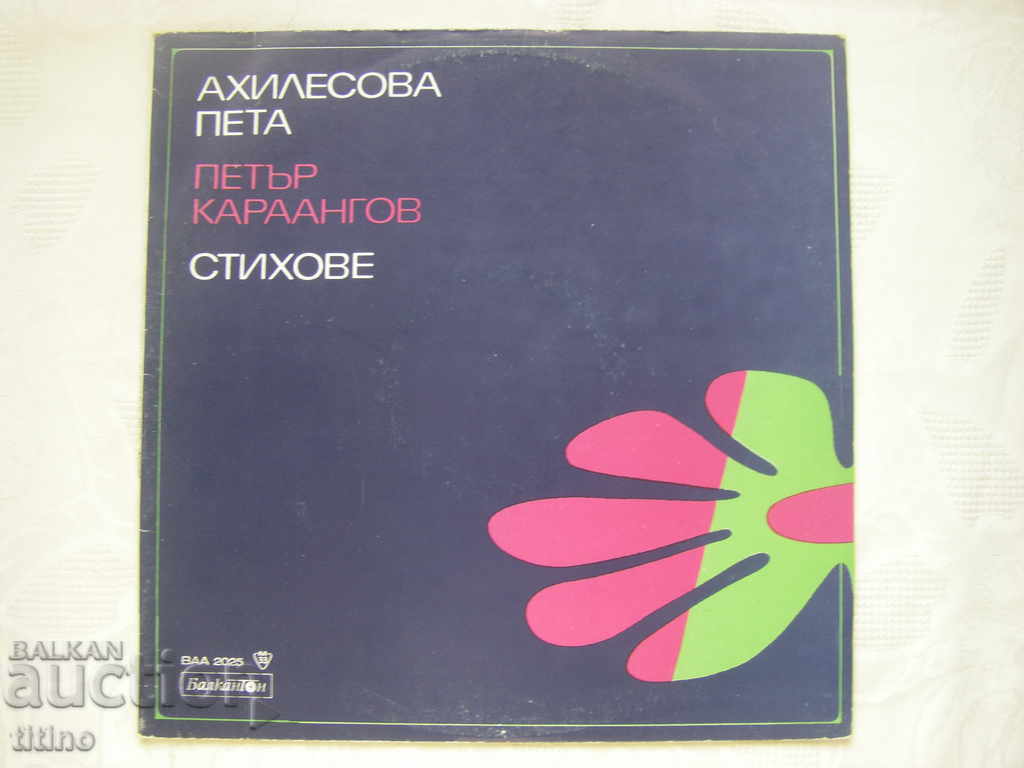 АХИЛЕСОВА
ПЕТА
ПЕТЪР
КАРААНГОВ
СТИХОВЕ
ВАА 2025
33
БалканТон
BALKAN
auction
titino